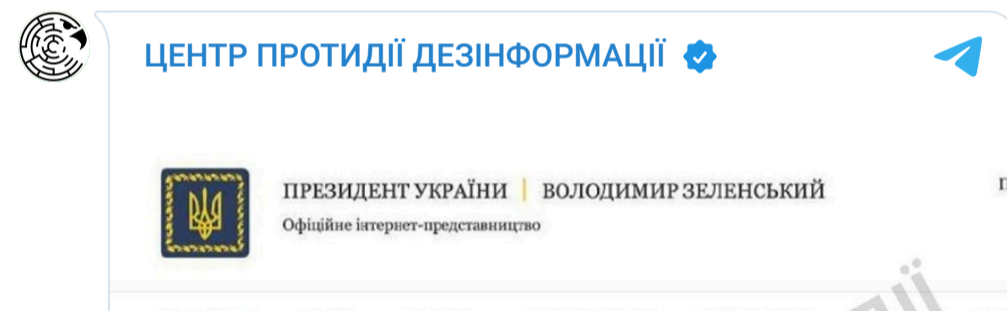 ЦЕНТР ПРОТИДІЇ ДЕЗІНФОРМАЦІЇ
ПРЕЗИДЕНТ УКРАЇНИ | ВОЛОДИМИР ЗЕЛЕНСЬКИЙ
Офіційне інтернет-представництво